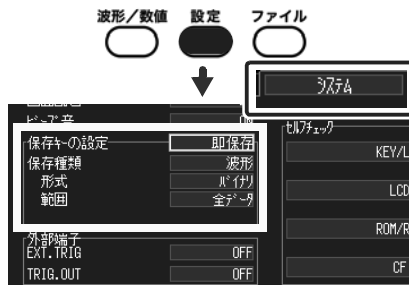 波形/数値 設定 ファイル
システム
ビープ音
セルフチェック
保存キーの設定 即保存
保存種類 波形
形式 バイナリ
範囲 全データ
KEY/L
LCD
ROM/R
CF
外部端子
EXT.TRIG OFF
TRIG.OUT OFF